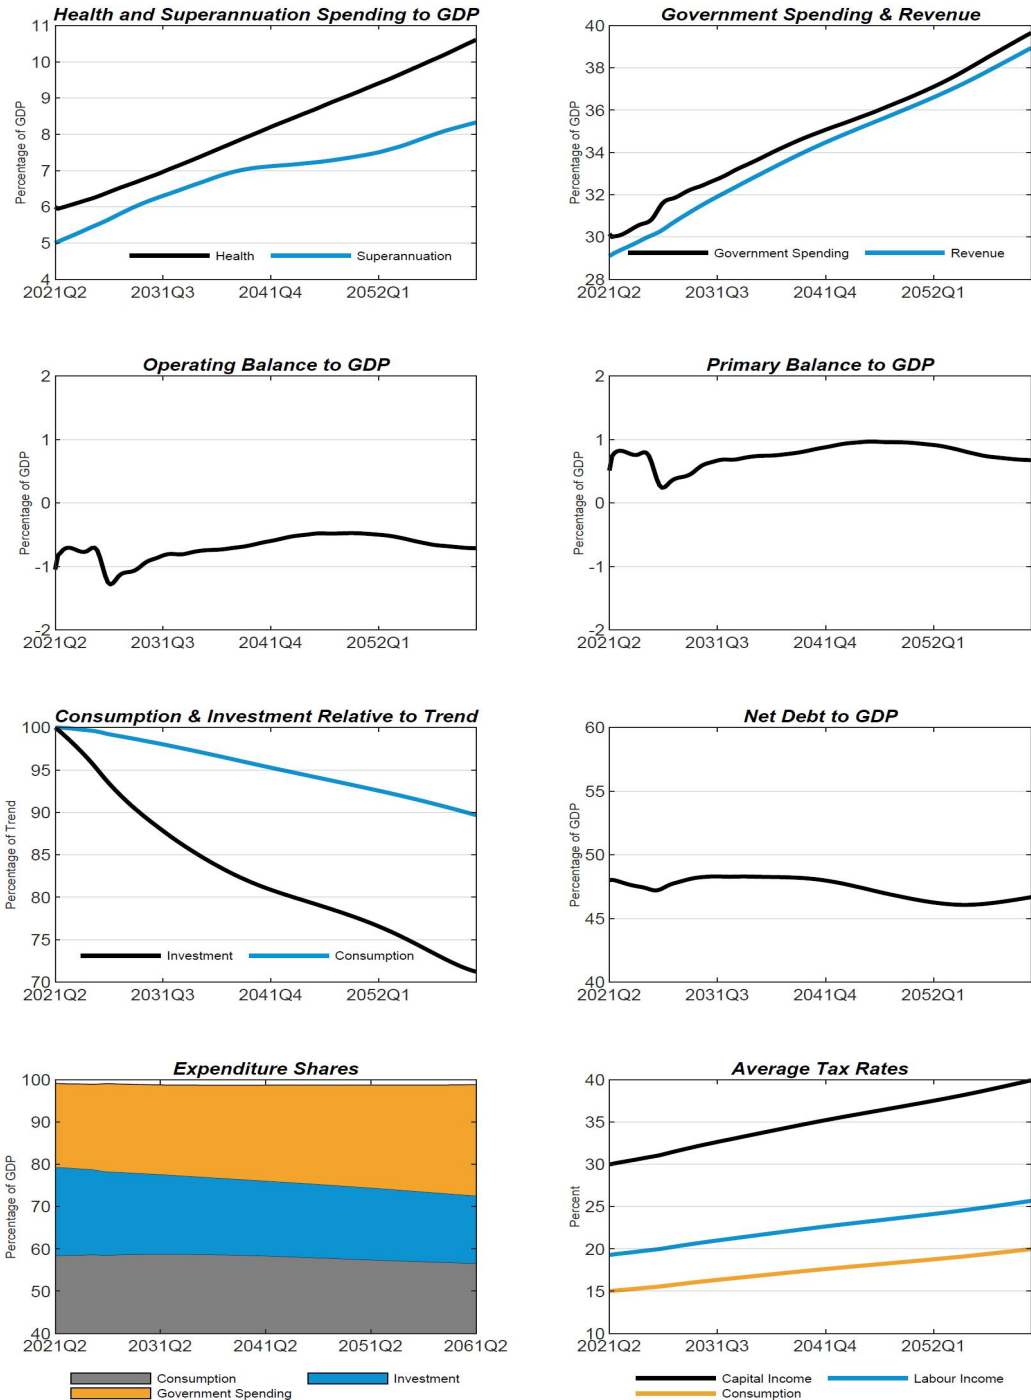 Health and Superannuation Spending to GDP
11
10
9
8
7
6
5
4
Percentage of GDP
Health
Superannuation
2021Q2
2031Q3
2041Q4
2052Q1
Government Spending & Revenue
40
38
36
34
32
30
28
Percentage of GDP
Government Spending
Revenue
2021Q2
2031Q3
2041Q4
2052Q1
Operating Balance to GDP
2
1
0
-1
-2
Percentage of GDP
2021Q2
2031Q3
2041Q4
2052Q1
Primary Balance to GDP
2
1
0
-1
-2
Percentage of GDP
2021Q2
2031Q3
2041Q4
2052Q1
Consumption & Investment Relative to Trend
100
95
90
85
80
75
70
Percentage of Trend
Investment
Consumption
2021Q2
2031Q3
2041Q4
2052Q1
Net Debt to GDP
60
55
50
45
40
Percentage of GDP
2021Q2
2031Q3
2041Q4
2052Q1
Expenditure Shares
100
90
80
70
60
50
40
Percentage of GDP
2021Q2
2031Q2
2041Q2
2051Q2
2061Q2
Consumption
Investment
Government Spending
Average Tax Rates
40
35
30
25
20
15
10
Percent
2021Q2
2031Q3
2041Q4
2052Q1
Capital Income
Labour Income
Consumption